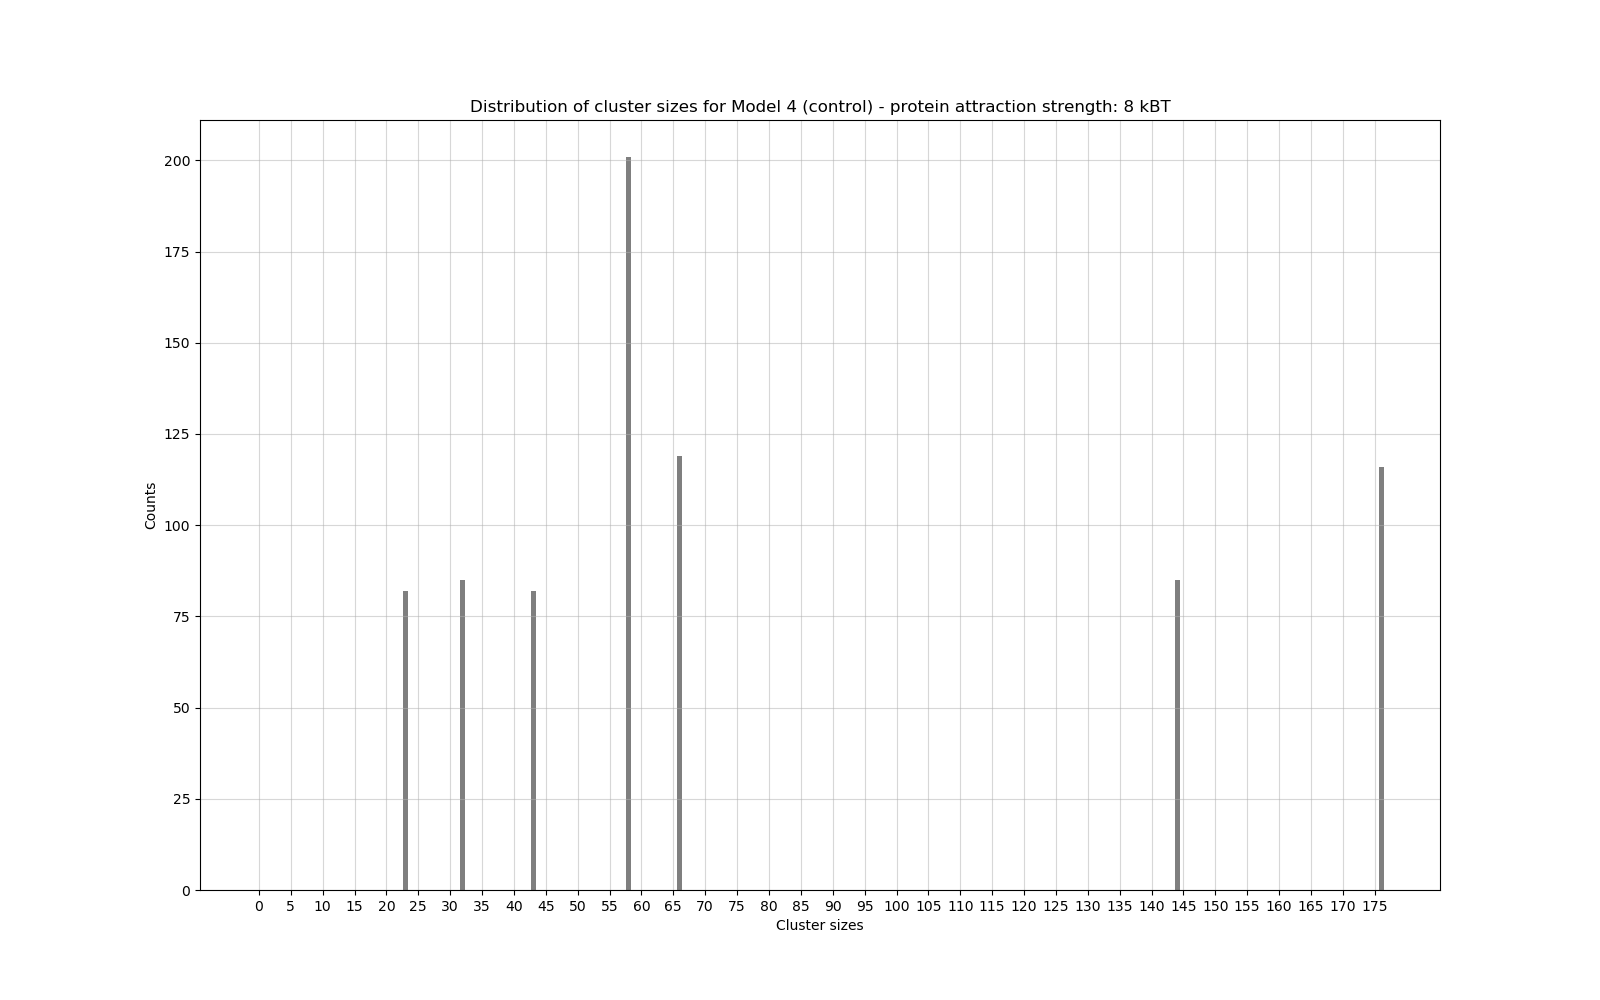 Distribution of cluster sizes for Model 4 (control) - protein attraction strength: 8 kBT
200
175
150
125
100
75
50
25
0
Counts
0 5 10 15 20 25 30 35 40 45 50 55 60 65 70 75 80 85 90 95 100 105 110 115 120 125 130 135 140 145 150 155 160 165 170 175
Cluster sizes